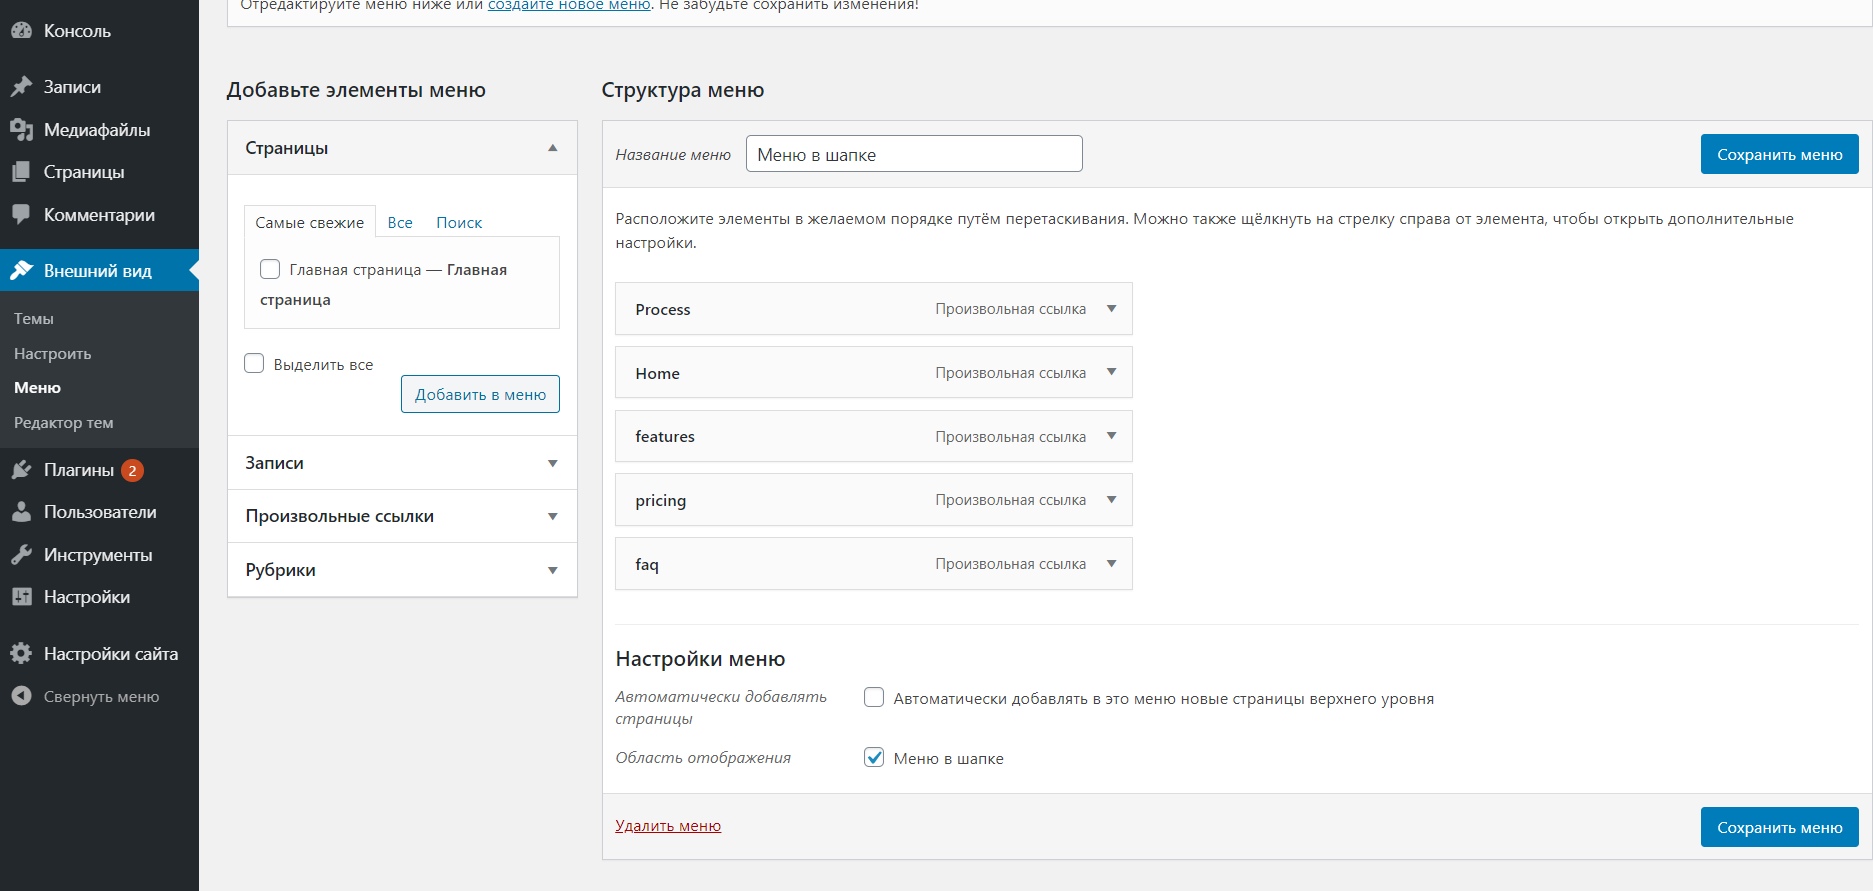 Консоль
Записи
Медиафайлы
Страницы
Комментарии
Внешний вид
Темы
Настроить
Меню
Редактор тем
Плагины 2
Пользователи
Инструменты
Настройки
Настройки сайта
Свернуть меню
Отредактируйте меню ниже или создайте новое меню. Не забудьте сохранить изменения!
Добавьте элементы меню
Страницы
Самые свежие Все Поиск
Главная страница — Главная
страница
Выделить все
Добавить в меню
Записи
Произвольные ссылки
Рубрики
Структура меню
Название меню Меню в шапке Сохранить меню
Расположите элементы в желаемом порядке путём перетаскивания. Можно также щёлкнуть на стрелку справа от элемента, чтобы открыть дополнительные
настройки.
Process Произвольная ссылка
Home Произвольная ссылка
features Произвольная ссылка
pricing Произвольная ссылка
faq Произвольная ссылка
Настройки меню
Автоматически добавлять
страницы
Автоматически добавлять в это меню новые страницы верхнего уровня
Область отображения Меню в шапке
Удалить меню Сохранить меню